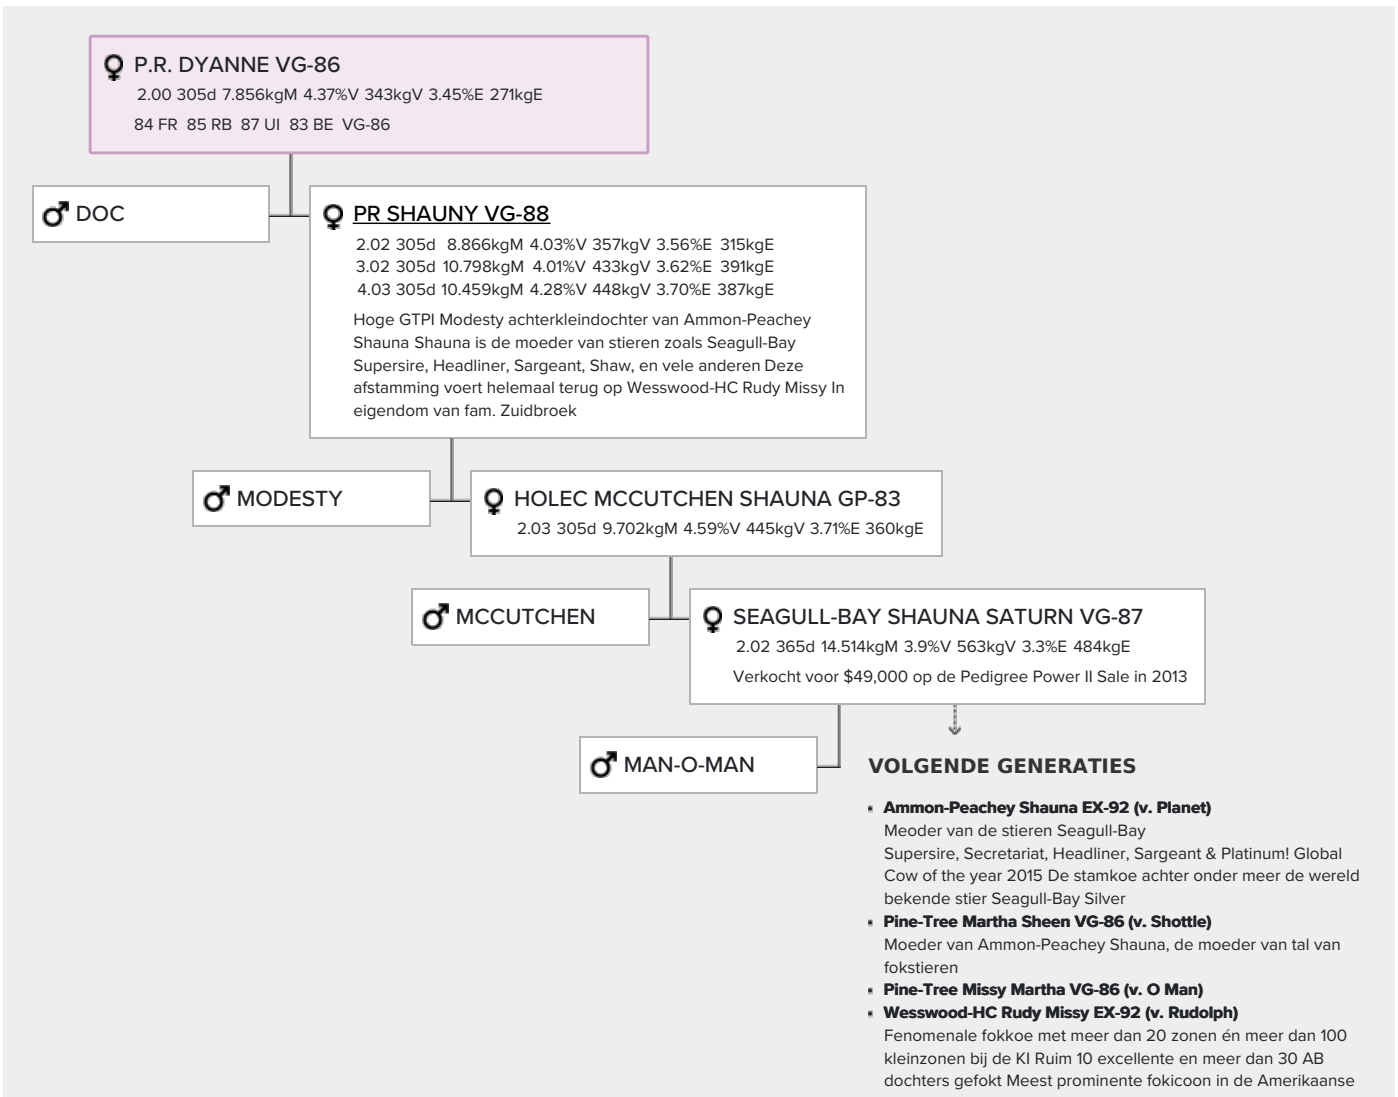 P.R. DYANNE VG-86
2.00 305d 7.856kgM 4.37%V 343kgV 3.45%E 271kgE
84 FR 85 RB 87 UI 83 BE VG-86
DOC
PR SHAUNY VG-88
2.02 305d 8.866kgM 4.03%V 357kgV 3.56%E 315kgE
3.02 305d 10.798kgM 4.01%V 433kgV 3.62%E 391kgE
4.03 305d 10.459kgM 4.28%V 448kgV 3.70%E 387kgE
Hoge GTPI Modesty achterkleindochter van Ammon-Peachey
Shauna Shauna is de moeder van stieren zoals Seagull-Bay
Supersire, Headliner, Sargeant, Shaw, en vele anderen Deze
afstamming voert helemaal terug op Wesswood-HC Rudy Missy In
eigendom van fam. Zuidbroek
MODESTY
HOLEC MCCUTCHEN SHAUNA GP-83
2.03 305d 9.702kgM 4.59%V 445kgV 3.71%E 360kgE
MCCUTCHEN
SEAGULL-BAY SHAUNA SATURN VG-87
2.02 365d 14.514kgM 3.9%V 563kgV 3.3%E 484kgE
Verkocht voor $49,000 op de Pedigree Power II Sale in 2013
MAN-O-MAN
VOLGENDE GENERATIES
Ammon-Peachey Shauna EX-92 (v. Planet)
Meoder van de stieren Seagull-Bay
Supersire, Secretariat, Headliner, Sargeant & Platinum! Global
Cow of the year 2015 De stamkoe achter onder meer de wereld
bekende stier Seagull-Bay Silver
Pine-Tree Martha Sheen VG-86 (v. Shottle)
Moeder van Ammon-Peachey Shauna, de moeder van tal van
fokstieren
Pine-Tree Missy Martha VG-86 (v. O Man)
Wesswood-HC Rudy Missy EX-92 (v. Rudolph)
Fenomenale fokkoe met meer dan 20 zonen én meer dan 100
kleinzonen bij de KI Ruim 10 excellente en meer dan 30 AB
dochters gefokt Meest prominente fokicoon in de Amerikaanse